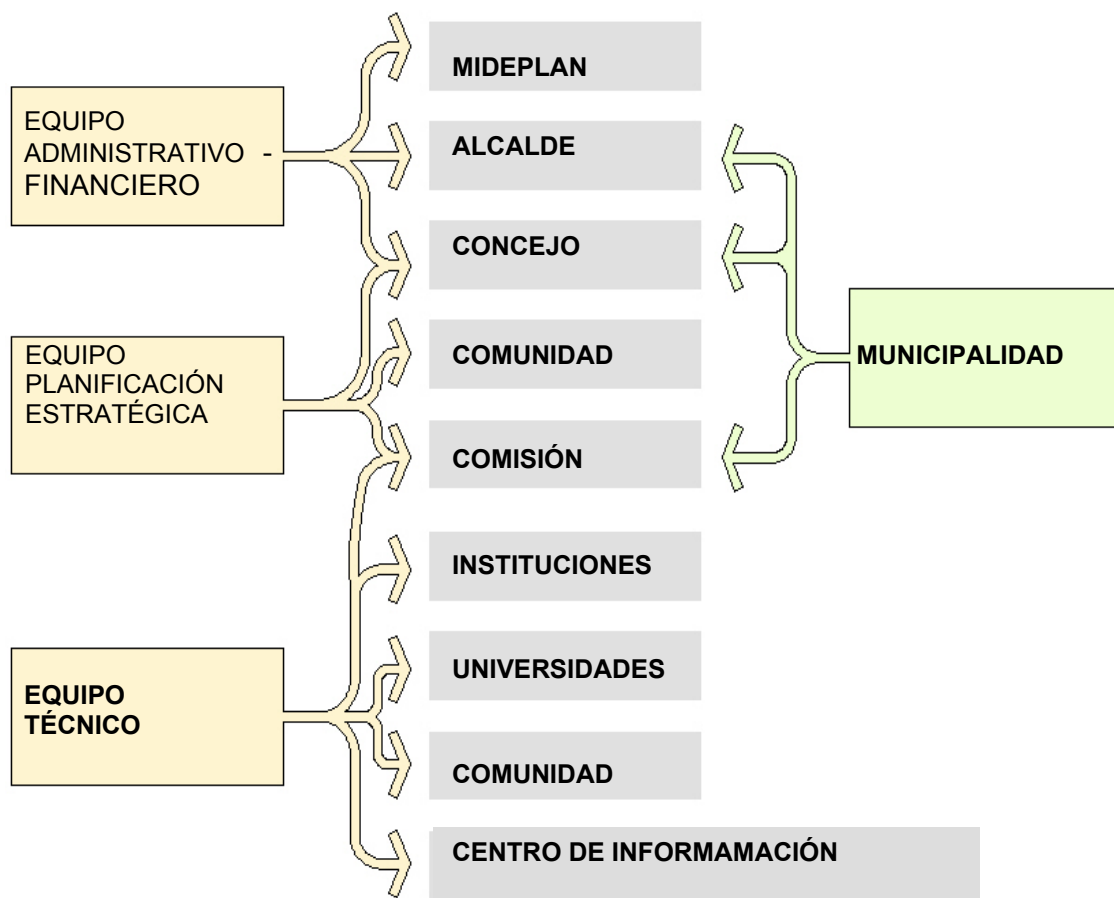 EQUIPO
ADMINISTRATIVO -
FINANCIERO
EQUIPO
PLANIFICACIÓN
ESTRATÉGICA
EQUIPO
TÉCNICO
MIDEPLAN
ALCALDE
CONCEJO
COMUNIDAD
COMISIÓN
INSTITUCIONES
UNIVERSIDADES
COMUNIDAD
CENTRO DE INFORMAMACIÓN
MUNICIPALIDAD